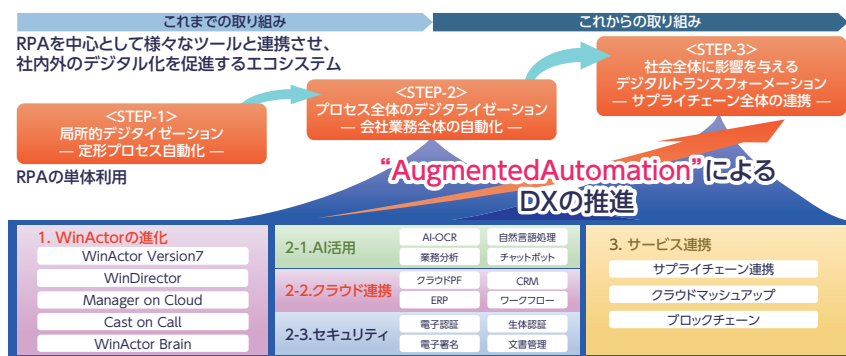 これまでの取り組み
これからの取り組み
RPAを中心として様々なツールと連携させ、
社内外のデジタル化を促進するエコシステム
<STEP-1>
局所的デジタイゼーション
― 定形プロセス自動化 ―
RPAの単体利用
<STEP-2>
プロセス全体のデジタライゼーション
― 会社業務全体の自動化 ―
<STEP-3>
社会全体に影響を与える
デジタルトランスフォーメーション
― サプライチェーン全体の連携 ―
“AugmentedAutomation”による
DXの推進
1. WinActorの進化
WinActor Version7
WinDirector
Manager on Cloud
Cast on Call
WinActor Brain
2-1.AI活用
AI-OCR
自然言語処理
業務分析
チャットボット
2-2.クラウド連携
クラウドPF
CRM
ERP
ワークフロー
2-3.セキュリティ
電子認証
生体認証
電子署名
文書管理
3. サービス連携
サプライチェーン連携
クラウドマッシュアップ
ブロックチェーン